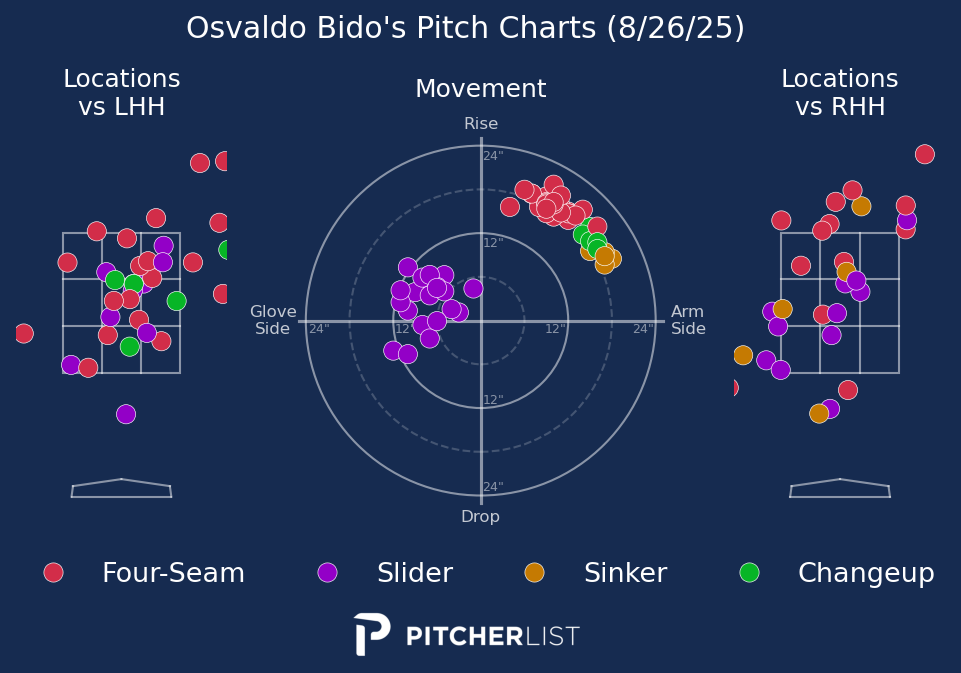 Osvaldo Bido's Pitch Charts (8/26/25)
Locations
vs LHH
Movement
Locations
vs RHH
Rise
24"
12"
Glove
Side
24"
12"
12"
24"
Arm
Side
12"
24"
Drop
Four-Seam
Slider
Sinker
Changeup
PITCHERLIST